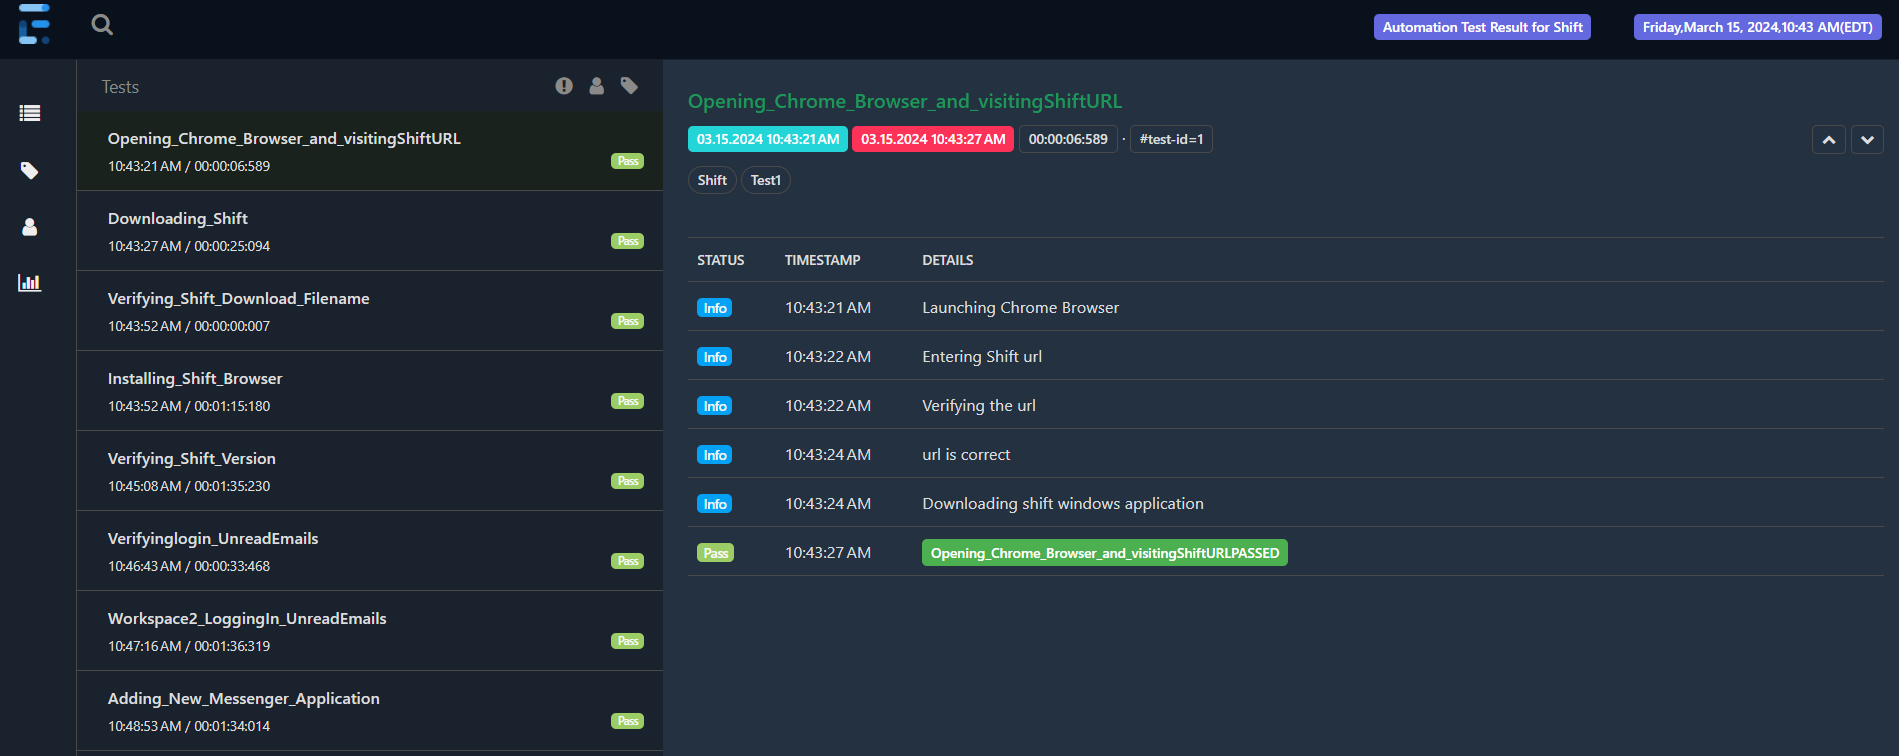 Automation Test Result for Shift
Friday,March 15, 2024,10:43 AM(EDT)
Tests
Opening_Chrome_Browser_and_visitingShiftURL
10:43:21 AM / 00:00:06:589
Pass
Downloading_Shift
10:43:27 AM / 00:00:25:094
Pass
Verifying_Shift_Download_Filename
10:43:52 AM / 00:00:00:007
Pass
Installing_Shift_Browser
10:43:52 AM / 00:01:15:180
Pass
Verifying_Shift_Version
10:45:08 AM / 00:01:35:230
Pass
Verifyinglogin_UnreadEmails
10:46:43 AM / 00:00:33:468
Pass
Workspace2_LoggingIn_UnreadEmails
10:47:16 AM / 00:01:36:319
Pass
Adding_New_Messenger_Application
10:48:53 AM / 00:01:34:014
Pass
Opening_Chrome_Browser_and_visitingShiftURL
03.15.2024 10:43:21 AM 03.15.2024 10:43:27 AM 00:00:06:589 · #test-id=1
Shift Test1
STATUS TIMESTAMP DETAILS
Info 10:43:21 AM Launching Chrome Browser
Info 10:43:22 AM Entering Shift url
Info 10:43:22 AM Verifying the url
Info 10:43:24 AM url is correct
Info 10:43:24 AM Downloading shift windows application
Pass 10:43:27 AM Opening_Chrome_Browser_and_visitingShiftURLPASSED